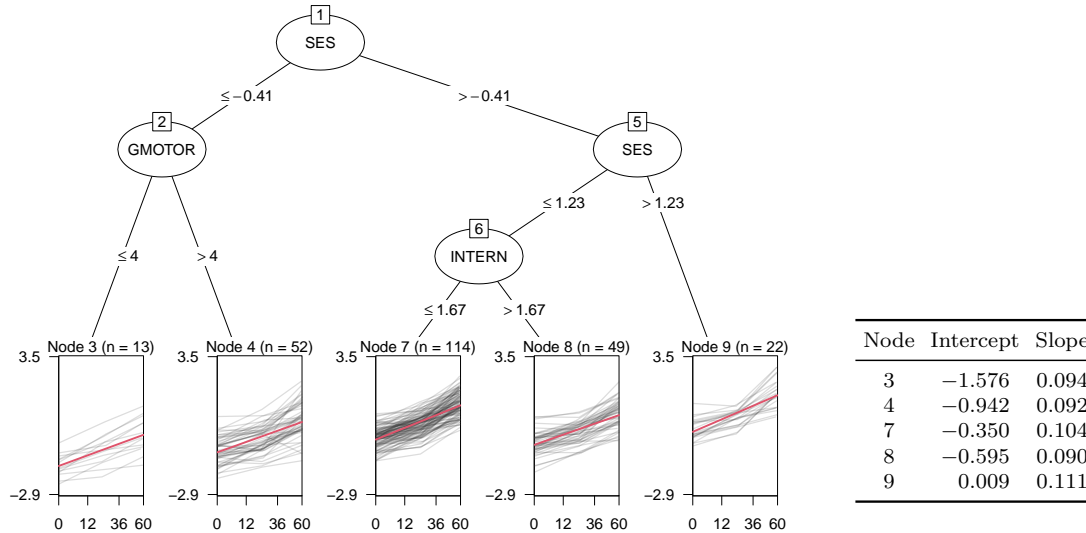 1
SES
≤ −0.41
> −0.41
2
GMOTOR
5
SES
≤ 4
> 4
≤ 1.23
> 1.23
6
INTERN
≤ 1.67
> 1.67
Node 3 (n = 13)
3.5
−2.9
0 12 36 60
Node 4 (n = 52)
3.5
−2.9
0 12 36 60
Node 7 (n = 114)
3.5
−2.9
0 12 36 60
Node 8 (n = 49)
3.5
−2.9
0 12 36 60
Node 9 (n = 22)
3.5
−2.9
0 12 36 60
Node Intercept Slope
3 −1.576 0.094
4 −0.942 0.092
7 −0.350 0.104
8 −0.595 0.090
9 0.009 0.111